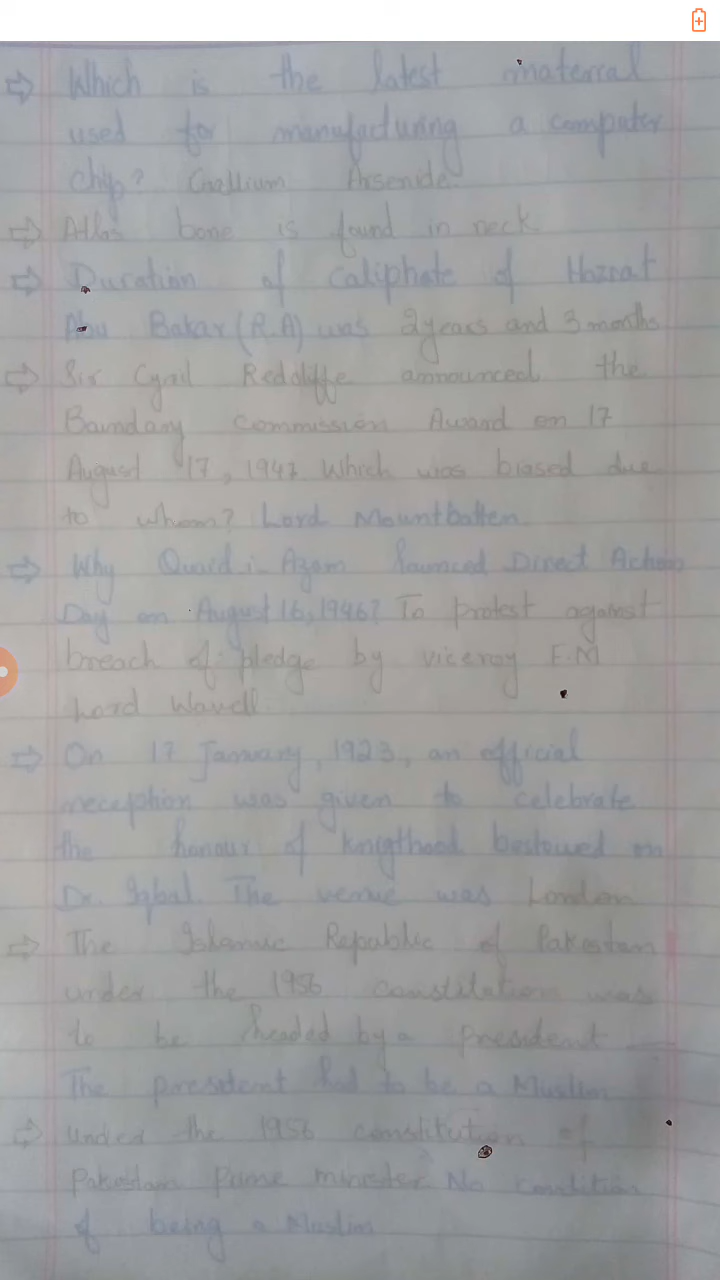 ⇒ Which is the latest material
used for manufacturing a computer
chip? Gallium Arsenide.
⇒ Atlas bone is found in neck
⇒ Duration of caliphate of Hazrat
Abu Bakar (R.A) was 2 years and 3 months
⇒ Sir Cyril Redcliffe announced the
Baundary commission Award on 17
August 17, 1947 Which was biased due
to whom? Lord Mountbatten
⇒ Why Quaid i Azam Launced Direct Action
Day on August 16, 1946? To protest against
breach of pledge by viceroy F.M
Lord Wavell
⇒ On 17 January, 1923, an official
reception was given to celebrate
the honour of knigthood bestowed on
Dr. Iqbal. The venue was London
⇒ The Islamic Republic of Pakestan
under the 1956 constitation was
to be headed by a president —
The president had to be a Muslim
⇒ under the 1956 constitution of
Pakestan prime minister No condition
of being a Muslim